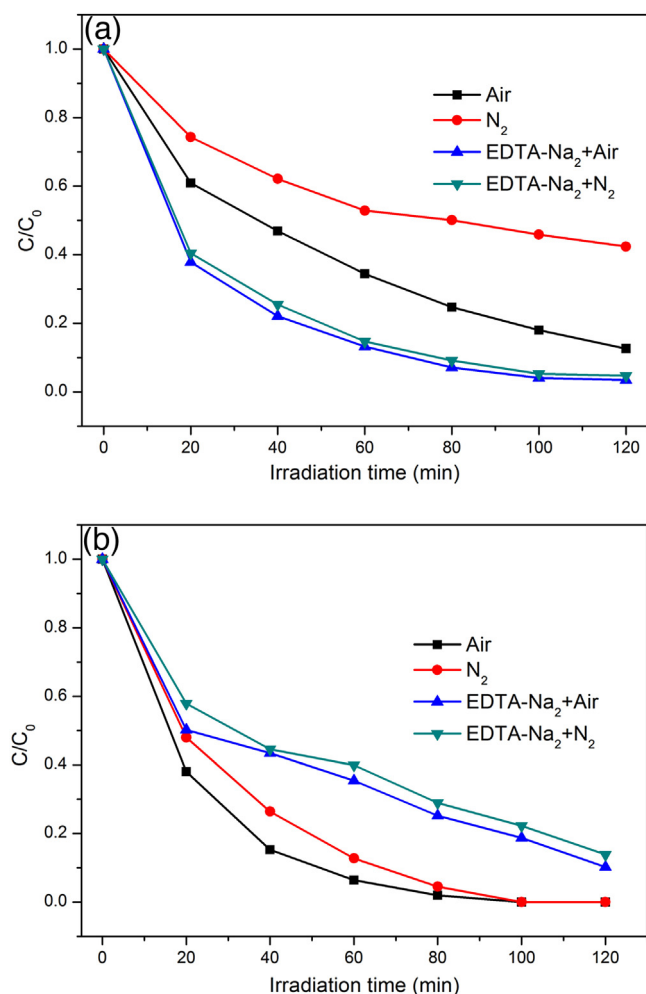 (a)
1.0
0.8
0.6
0.4
0.2
0.0
C/C₀
Air
N₂
EDTA-Na₂+Air
EDTA-Na₂+N₂
0 20 40 60 80 100 120
Irradiation time (min)
(b)
1.0
0.8
0.6
0.4
0.2
0.0
C/C₀
Air
N₂
EDTA-Na₂+Air
EDTA-Na₂+N₂
0 20 40 60 80 100 120
Irradiation time (min)